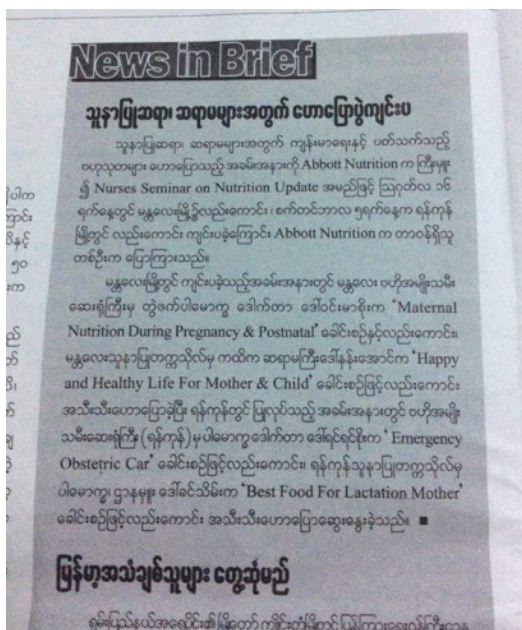 News in Brief
သူနာပြုဆရာ၊ ဆရာမများအတွက် ဟောပြောပွဲကျင်းပ
သူနာပြုဆရာ၊ ဆရာမများအတွက် ကျန်းမာရေးနှင့် ပတ်သက်သည့်
ဗဟုသုတများ ဟောပြောသည့် အခမ်းအနားကို Abbott Nutrition က ကြီးမှူး
၍ Nurses Seminar on Nutrition Update အမည်ဖြင့် ဩဂုတ်လ ၁၆
ရက်နေ့တွင် မန္တလေးမြို့၌လည်းကောင်း၊ စက်တင်ဘာလ ၅ရက်နေ့က ရန်ကုန်
မြို့တွင် လည်းကောင်း ကျင်းပခဲ့ကြောင်း Abbott Nutrition က တာဝန်ရှိသူ
တစ်ဦးက ပြောကြားသည်။
မန္တလေးမြို့တွင် ကျင်းပခဲ့သည့်အခမ်းအနားတွင် မန္တလေး ဗဟိုအမျိုးသမီး
ဆေးရုံကြီးမှ တွဲဖက်ပါမောက္ခ ဒေါက်တာ ဒေါ်ဝင်းမာစိုးက 'Maternal
Nutrition During Pregnancy & Postnatal' ခေါင်းစဉ်နှင့်လည်းကောင်း၊
မန္တလေးသူနာပြုတက္ကသိုလ်မှ ကထိက ဆရာမကြီးဒေါ်နန်းအောင်က 'Happy
and Healthy Life For Mother & Child' ခေါင်းစဉ်ဖြင့်လည်းကောင်း
အသီးသီးဟောပြောခဲ့ပြီး ရန်ကုန်တွင် ပြုလုပ်သည့် အခမ်းအနားတွင် ဗဟိုအမျိုး
သမီးဆေးရုံကြီး (ရန်ကုန်) မှ ပါမောက္ခ ဒေါက်တာ ဒေါ်ရင်ရင်စိုးက ' Emergency
Obstetric Car' ခေါင်းစဉ်ဖြင့်လည်းကောင်း၊ ရန်ကုန်သူနာပြုတက္ကသိုလ်မှ
ပါမောက္ခ၊ ဌာနမှူး ဒေါ်ခင်သိမ်းက 'Best Food For Lactation Mother'
ခေါင်းစဉ်ဖြင့်လည်းကောင်း အသီးသီးဟောပြောဆွေးနွေးခဲ့သည်။ ■
မြန်မာ့အသံချစ်သူများ တွေ့ဆုံမည်